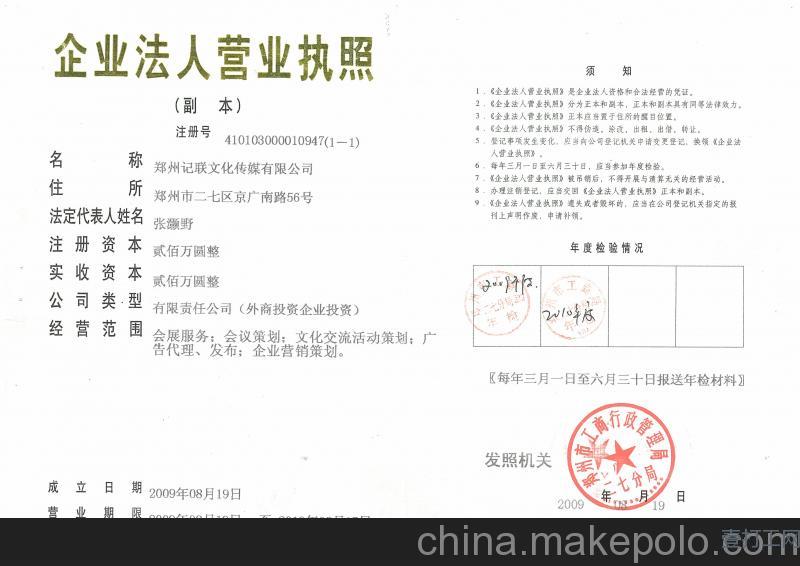 企业法人营业执照
(副 本)
注册号 410103000010947(1—1)
名称 郑州记联文化传媒有限公司
住所 郑州市二七区京广南路56号
法定代表人姓名 张灏野
注册资本 贰佰万圆整
实收资本 贰佰万圆整
公司类型 有限责任公司（外商投资企业投资）
经营范围 会展服务；会议策划；文化交流活动策划；广
告代理、发布；企业营销策划。
成立日期 2009年08月19日
营业期限
须 知
1．《企业法人营业执照》是企业法人资格和合法经营的凭证。
2．《企业法人营业执照》分为正本和副本，正本和副本具有同等法律效力。
3．《企业法人营业执照》正本应当置于住所的醒目位置。
4．《企业法人营业执照》不得伪造、涂改、出租、出借、转让。
5．登记事项发生变化，应当向公司登记机关申请变更登记，换领《企业法
人营业执照》。
6．每年三月一日至六月三十日，应当参加年度检验。
7．《企业法人营业执照》被吊销后，不得开展与清算无关的经营活动。
8．办理注销登记，应当交回《企业法人营业执照》正本和副本。
9．《企业法人营业执照》遗失或者毁坏的，应当在公司登记机关指定的报
刊上声明作废，申请补领。
年度检验情况
2009年度
2010年度
〖每年三月一日至六月三十日报送年检材料〗
发照机关
郑州市工商行政管理局
二七分局
2009 年 08 月 19 日
china.makepolo.com
壹打工网